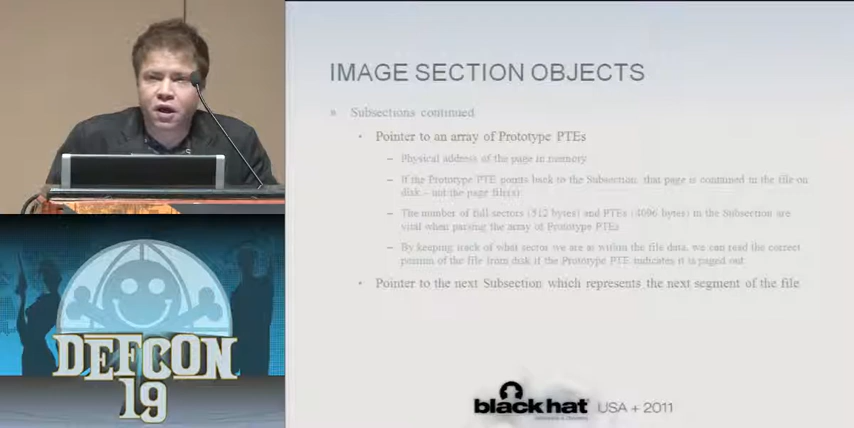 IMAGE SECTION OBJECTS
» Subsections continued
• Pointer to an array of Prototype PTEs
– Physical address of the page in memory
– If the Prototype PTE points back to the Subsection, that page is contained in the file on
disk – not the page file(s)
– The number of full sectors (512 bytes) and PTEs (4096 bytes) in the Subsection are
vital when parsing the array of Prototype PTEs
– By keeping track of what sector we are at within the file data, we can read the correct
portion of the file from disk if the Prototype PTE indicates it is paged out
• Pointer to the next Subsection which represents the next segment of the file
DEFCON
19
black hat USA + 2011